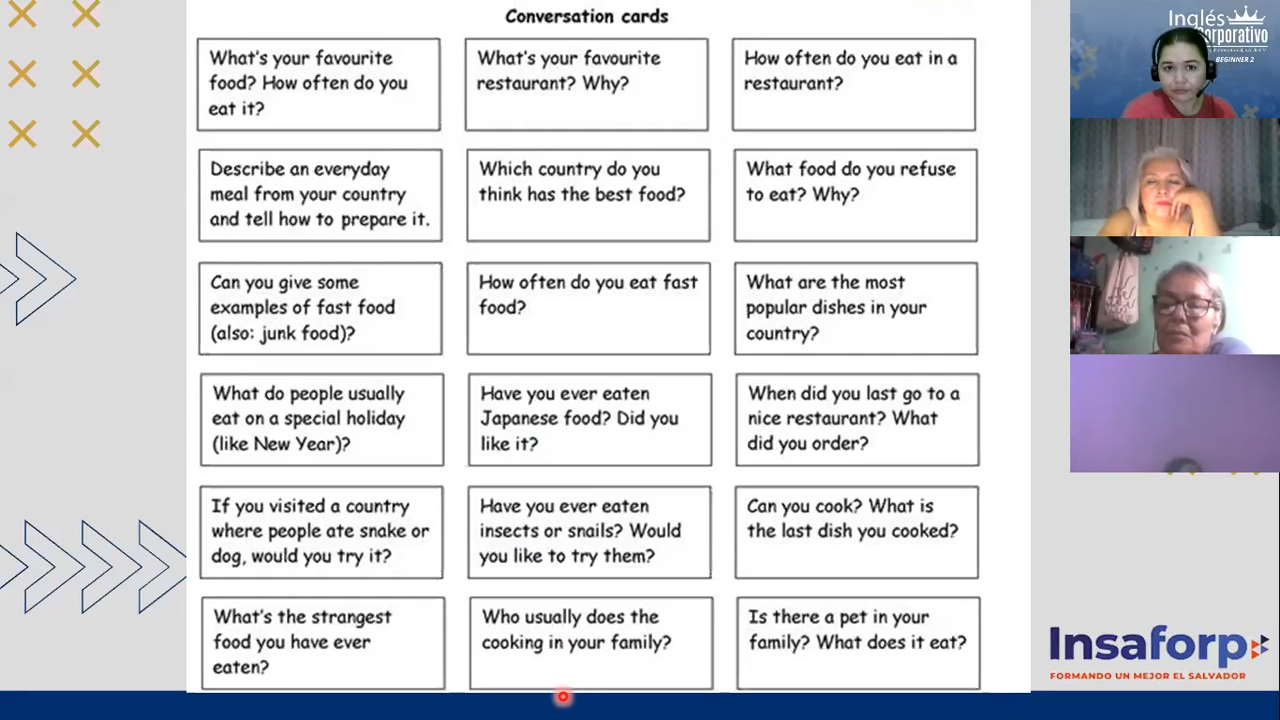 Conversation cards
What's your favourite
food? How often do you
eat it?
What's your favourite
restaurant? Why?
How often do you eat in a
restaurant?
Describe an everyday
meal from your country
and tell how to prepare it.
Which country do you
think has the best food?
What food do you refuse
to eat? Why?
Can you give some
examples of fast food
(also: junk food)?
How often do you eat fast
food?
What are the most
popular dishes in your
country?
What do people usually
eat on a special holiday
(like New Year)?
Have you ever eaten
Japanese food? Did you
like it?
When did you last go to a
nice restaurant? What
did you order?
If you visited a country
where people ate snake or
dog, would you try it?
Have you ever eaten
insects or snails? Would
you like to try them?
Can you cook? What is
the last dish you cooked?
What's the strangest
food you have ever
eaten?
Who usually does the
cooking in your family?
Is there a pet in your
family? What does it eat?
Inglés
Corporativo
BEGINNER 2
Insaforp
FORMANDO UN MEJOR EL SALVADOR